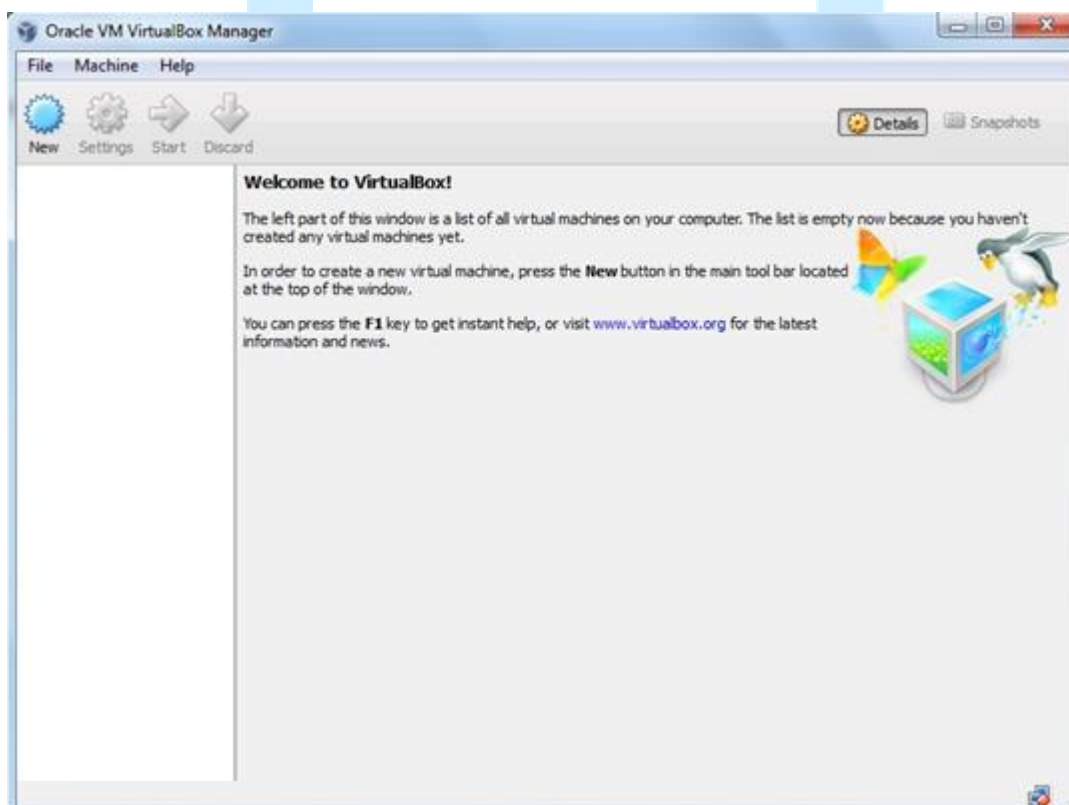 Oracle VM VirtualBox Manager
File Machine Help
New Settings Start Discard
Details Snapshots
Welcome to VirtualBox!
The left part of this window is a list of all virtual machines on your computer. The list is empty now because you haven't
created any virtual machines yet.
In order to create a new virtual machine, press the New button in the main tool bar located
at the top of the window.
You can press the F1 key to get instant help, or visit www.virtualbox.org for the latest
information and news.